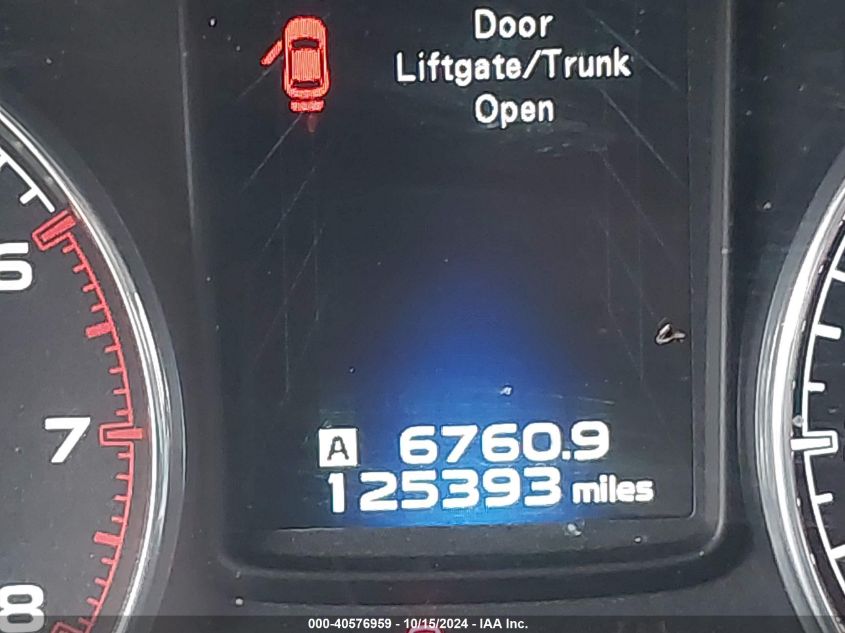 Door
Liftgate/Trunk
Open
6
7
8
A 6760.9
125393 miles
000-40576959 - 10/15/2024 - IAA Inc.